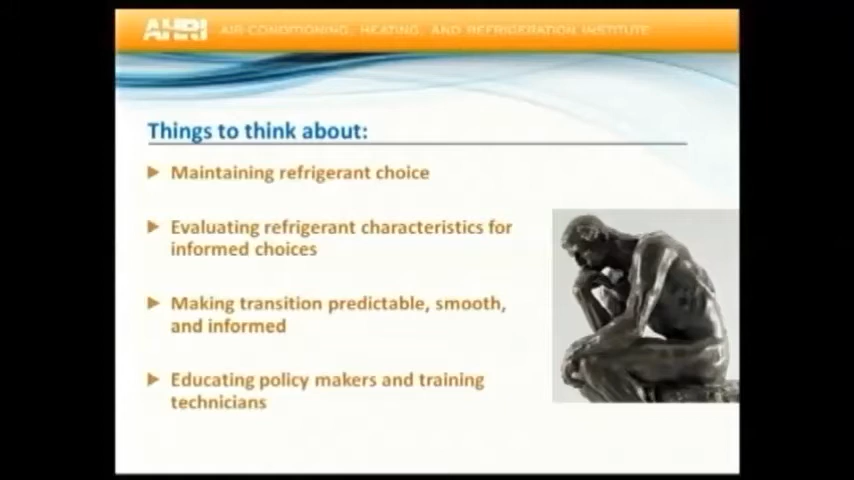 AHRI AIR-CONDITIONING, HEATING, AND REFRIGERATION INSTITUTE
Things to think about:
Maintaining refrigerant choice
Evaluating refrigerant characteristics for
informed choices
Making transition predictable, smooth,
and informed
Educating policy makers and training
technicians